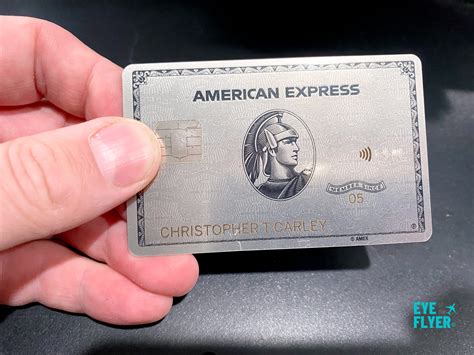 AMERICAN EXPRESS
MEMBER SINCE
05
CHRISTOPHER T CARLEY
© AMEX
EYE
FLYER